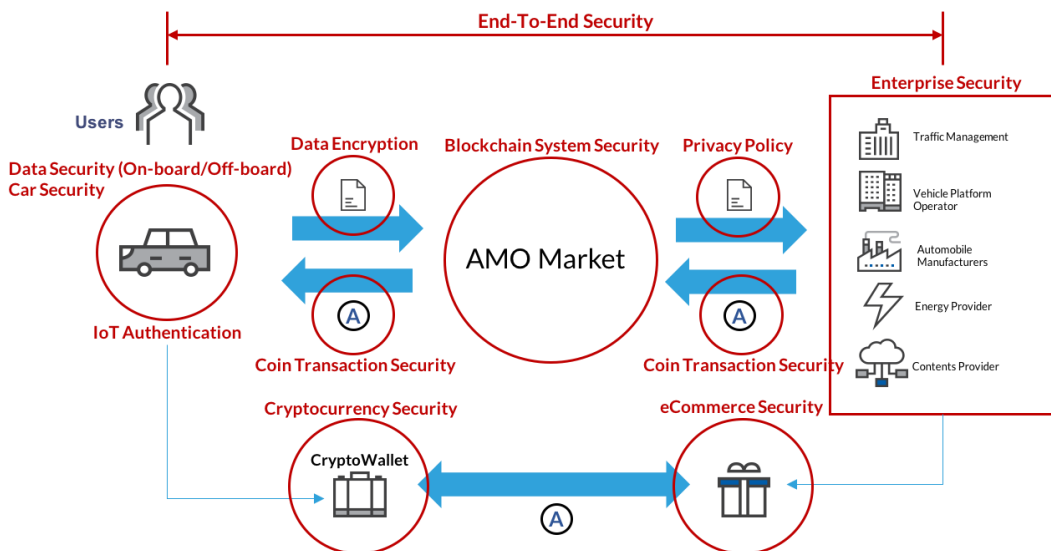 End-To-End Security
Enterprise Security
Users
Traffic Management
Data Encryption
Blockchain System Security
Privacy Policy
Data Security (On-board/Off-board)
Car Security
Vehicle Platform
Operator
AMO Market
Automobile
Manufacturers
A
A
Energy Provider
IoT Authentication
Coin Transaction Security
Coin Transaction Security
Contents Provider
Cryptocurrency Security
eCommerce Security
CryptoWallet
A